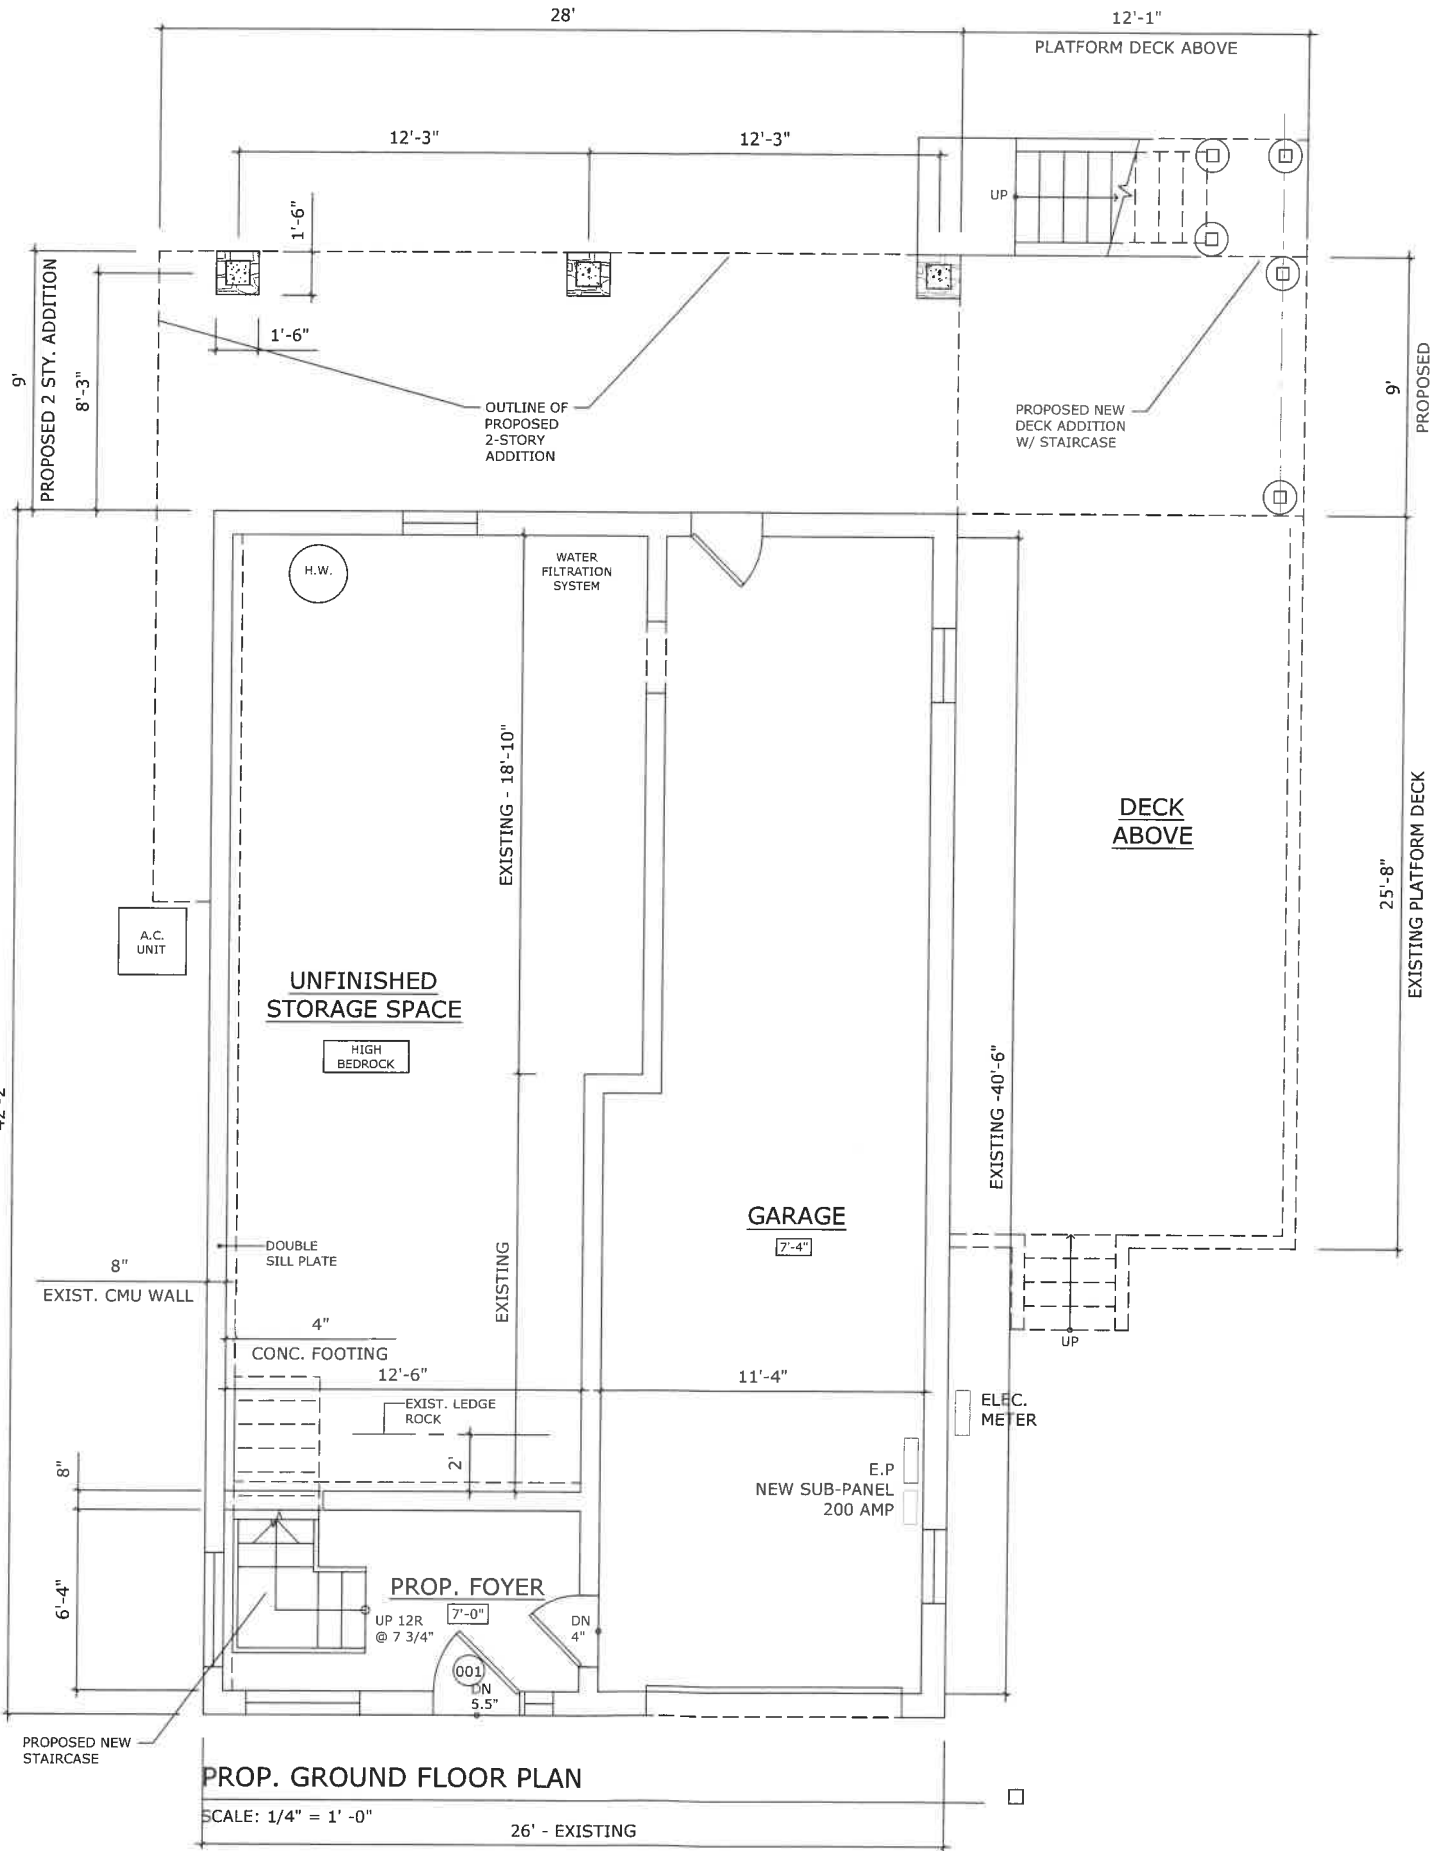 28'
12'-1"
PLATFORM DECK ABOVE
12'-3"
12'-3"
UP
1'-6"
1'-6"
9'
PROPOSED 2 STY. ADDITION
8'-3"
OUTLINE OF
PROPOSED
2-STORY
ADDITION
PROPOSED NEW
DECK ADDITION
W/ STAIRCASE
9'
PROPOSED
H.W.
WATER
FILTRATION
SYSTEM
EXISTING - 18'-10"
DECK
ABOVE
25'-8"
EXISTING PLATFORM DECK
A.C.
UNIT
UNFINISHED
STORAGE SPACE
HIGH
BEDROCK
EXISTING -40'-6"
GARAGE
7'-4"
DOUBLE
SILL PLATE
8"
EXIST. CMU WALL
EXISTING
4"
CONC. FOOTING
12'-6"
11'-4"
UP
EXIST. LEDGE
ROCK
2'
ELEC.
METER
E.P
NEW SUB-PANEL
200 AMP
8"
6'-4"
PROP. FOYER
7'-0"
UP 12R
@ 7 3/4"
DN
4"
001
DN
5.5"
PROPOSED NEW
STAIRCASE
PROP. GROUND FLOOR PLAN
SCALE: 1/4" = 1' -0"
26' - EXISTING